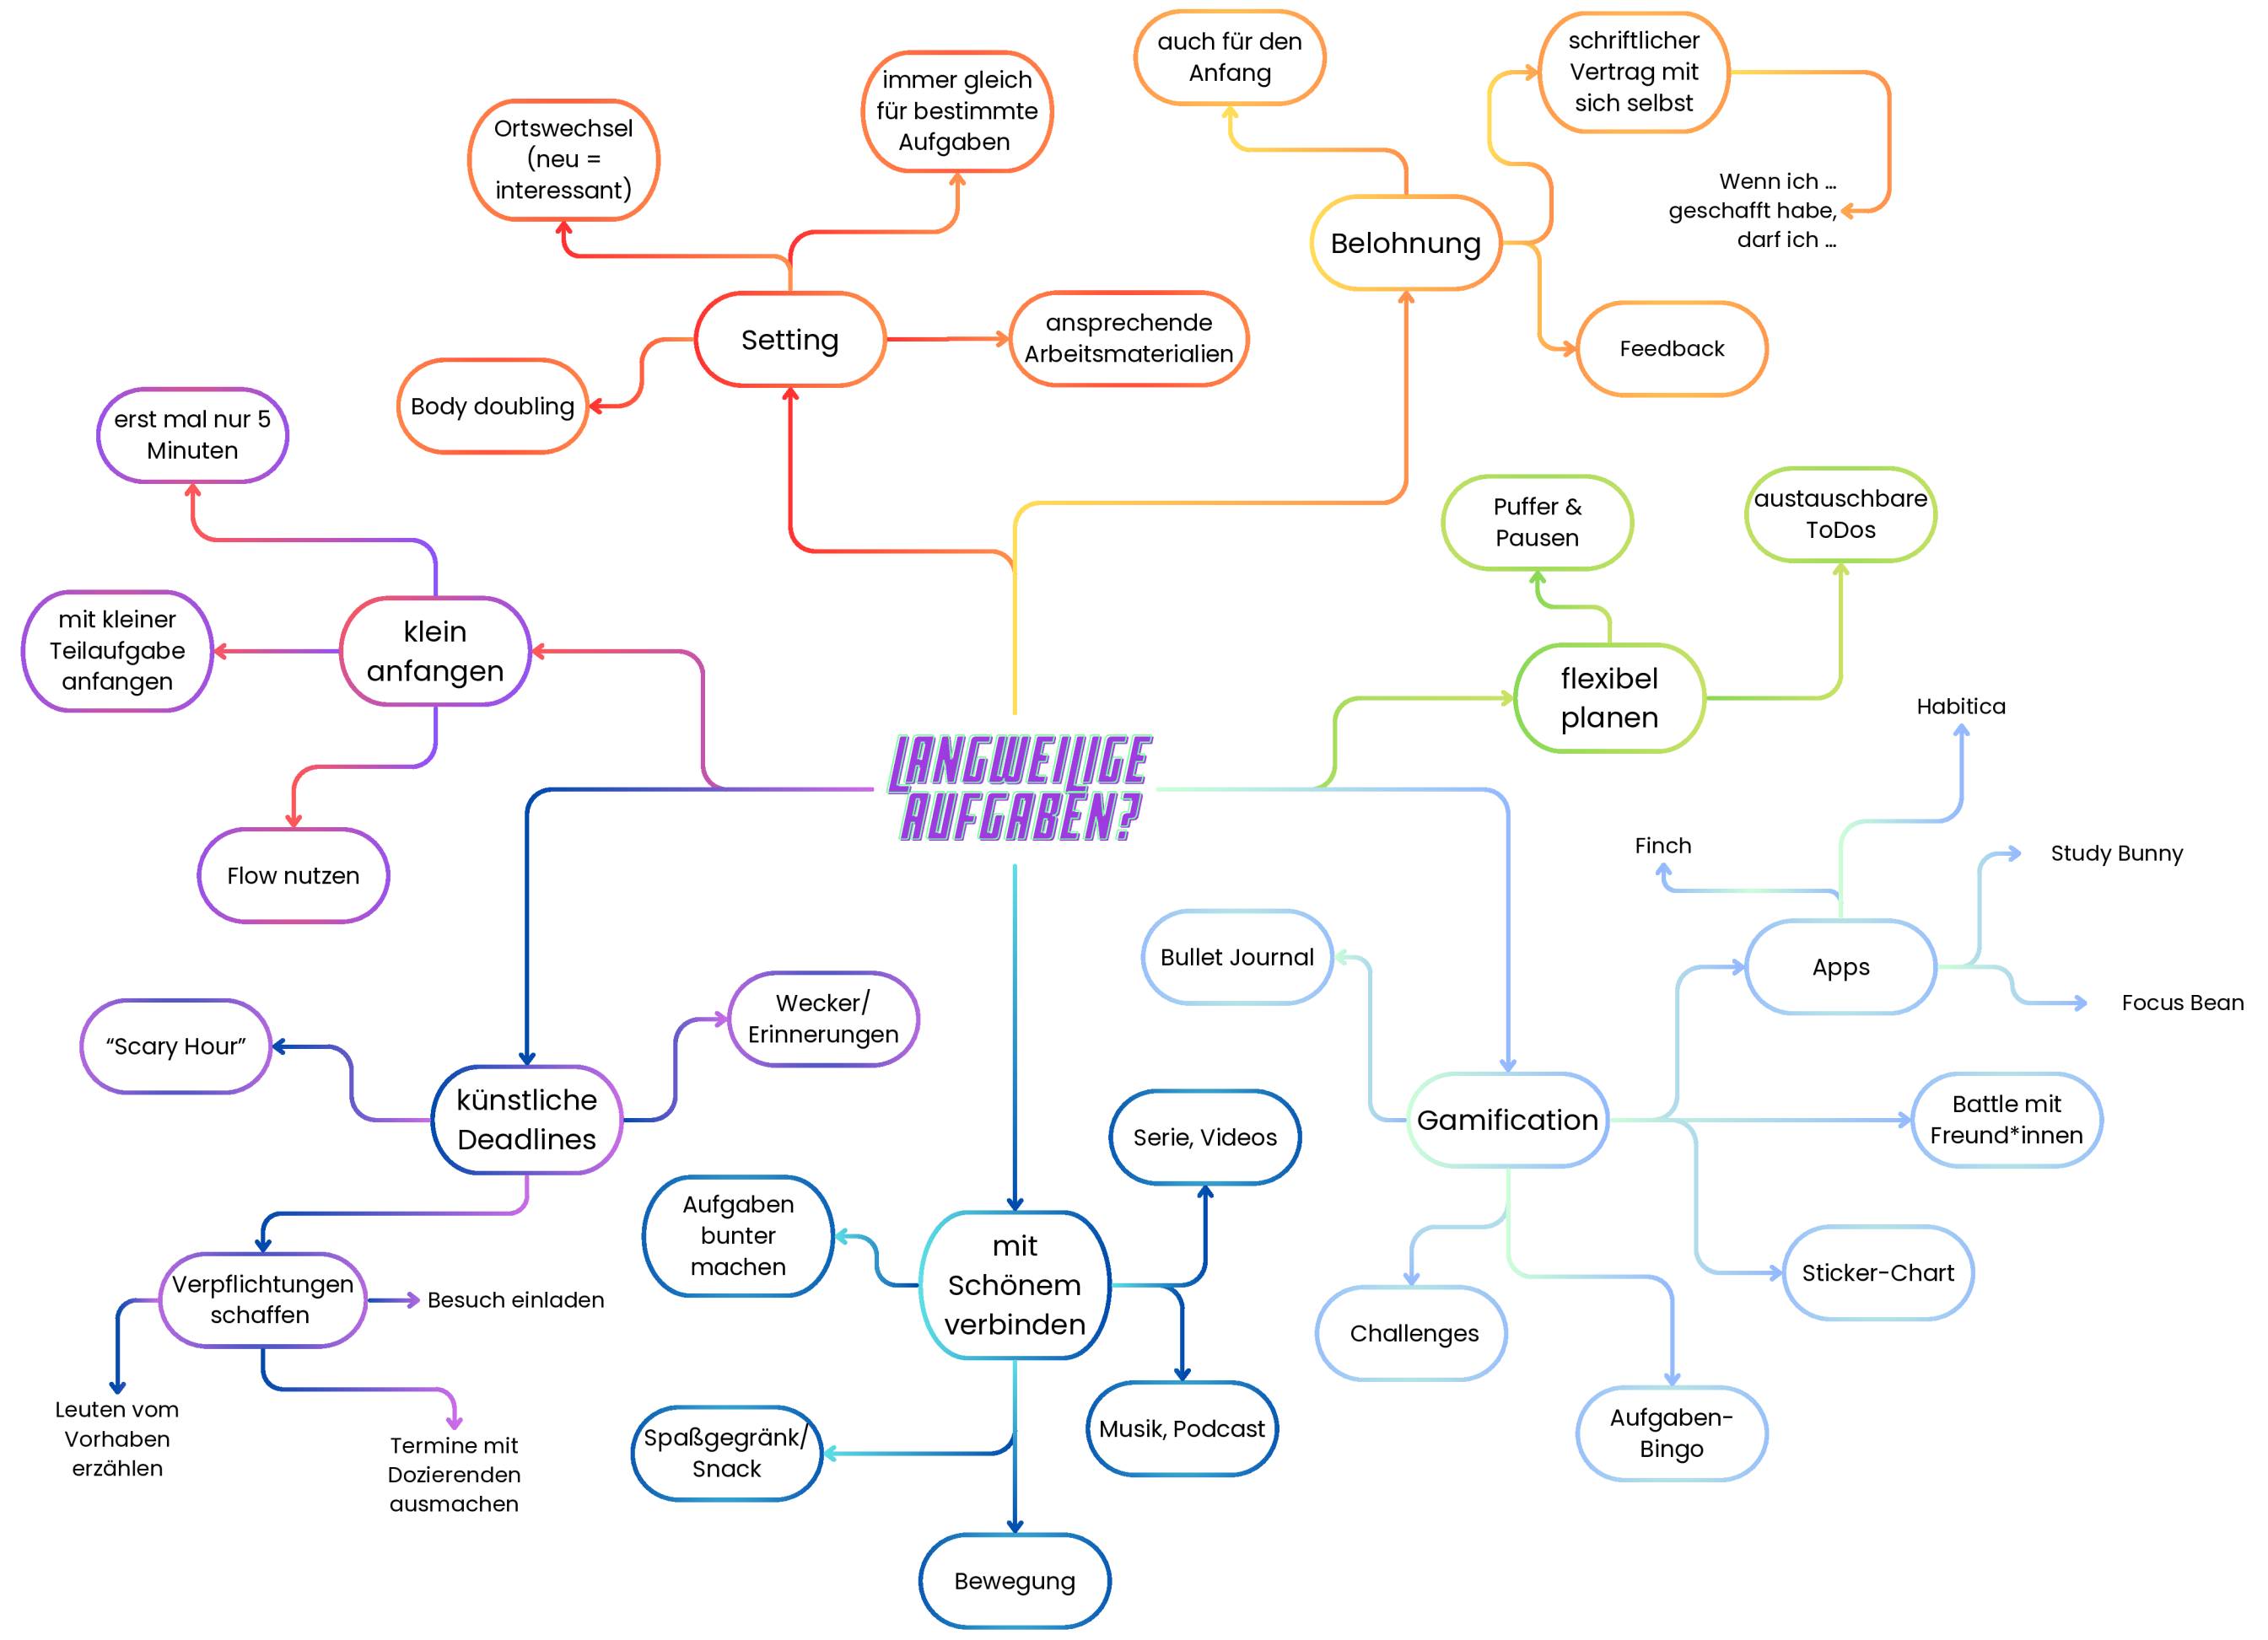 LANGWEILIGE
AUFGABEN?
Setting
Ortswechsel
(neu =
interessant)
immer gleich
für bestimmte
Aufgaben
ansprechende
Arbeitsmaterialien
Body doubling
Belohnung
auch für den
Anfang
schriftlicher
Vertrag mit
sich selbst
Wenn ich ...
geschafft habe,
darf ich ...
Feedback
klein
anfangen
erst mal nur 5
Minuten
mit kleiner
Teilaufgabe
anfangen
Flow nutzen
flexibel
planen
Puffer &
Pausen
austauschbare
ToDos
künstliche
Deadlines
“Scary Hour”
Wecker/
Erinnerungen
Verpflichtungen
schaffen
Besuch einladen
Leuten vom
Vorhaben
erzählen
Termine mit
Dozierenden
ausmachen
mit
Schönem
verbinden
Aufgaben
bunter
machen
Serie, Videos
Musik, Podcast
Spaßgegränk/
Snack
Bewegung
Gamification
Bullet Journal
Apps
Finch
Habitica
Study Bunny
Focus Bean
Battle mit
Freund*innen
Sticker-Chart
Challenges
Aufgaben-
Bingo